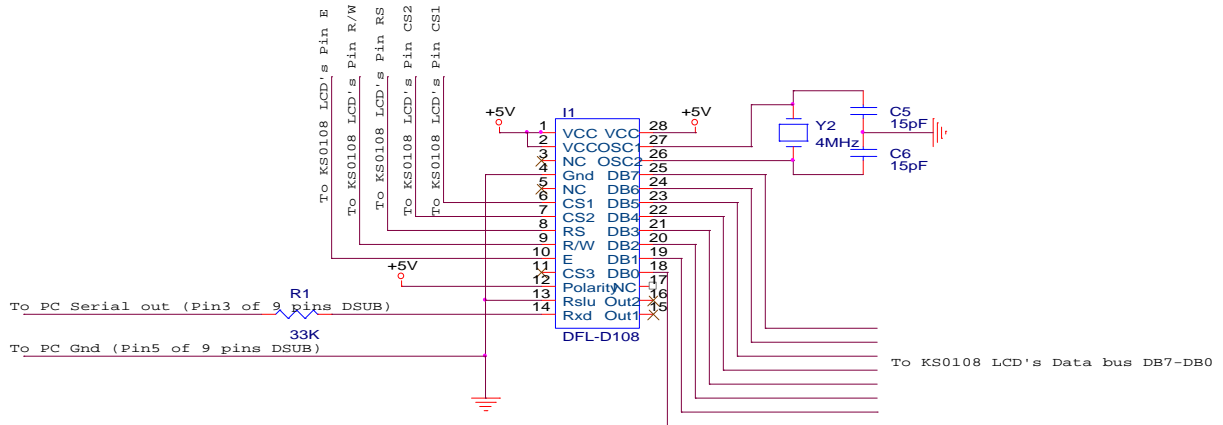 To KS0108 LCD's Pin E
To KS0108 LCD's Pin R/W
To KS0108 LCD's Pin RS
To KS0108 LCD's Pin CS2
To KS0108 LCD's Pin CS1
+5V
I1
+5V
1 VCC VCC 28
2 VCC OSC1 27
3 NC OSC2 26
4 Gnd DB7 25
5 NC DB6 24
6 CS1 DB5 23
7 CS2 DB4 22
8 RS DB3 21
9 R/W DB2 20
10 E DB1 19
11 CS3 DB0 18
12 Polarity NC 17
13 Rslu Out2 16
14 Rxd Out1 15
DFL-D108
Y2
4MHz
C5
15pF
C6
15pF
+5V
To PC Serial out (Pin3 of 9 pins DSUB)
R1
33K
To PC Gnd (Pin5 of 9 pins DSUB)
To KS0108 LCD's Data bus DB7-DB0